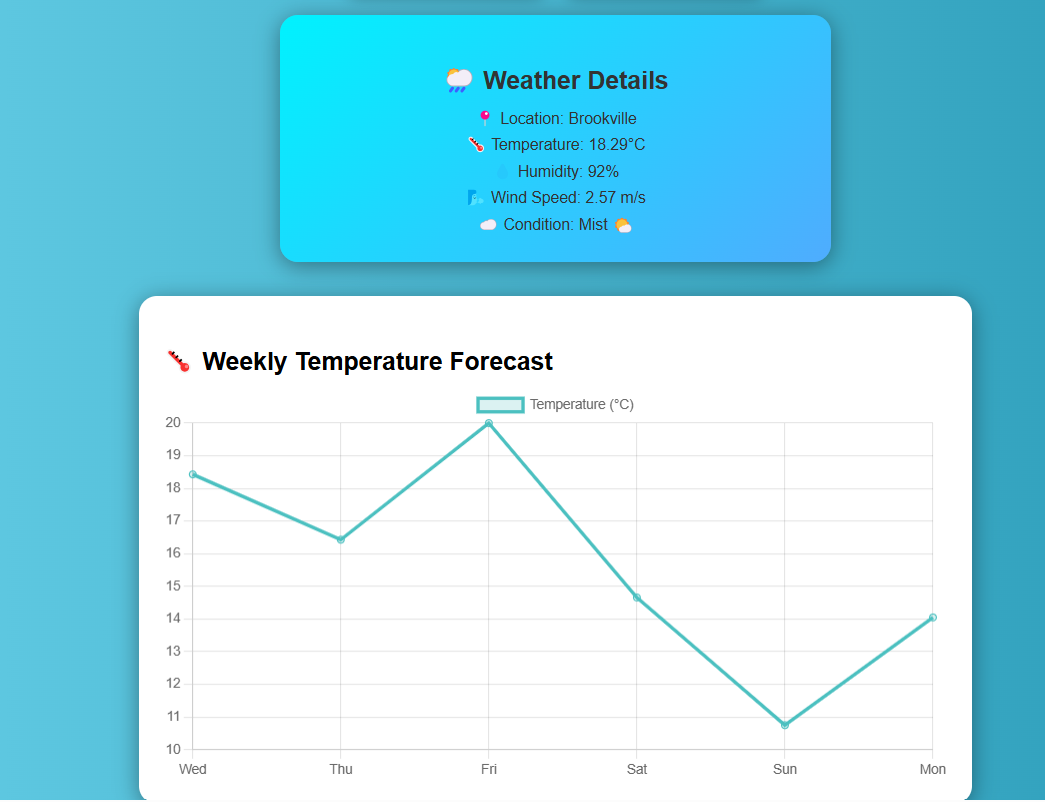 Weather Details
Location: Brookville
Temperature: 18.29°C
Humidity: 92%
Wind Speed: 2.57 m/s
Condition: Mist
Weekly Temperature Forecast
Temperature (°C)
20
19
18
17
16
15
14
13
12
11
10
Wed Thu Fri Sat Sun Mon